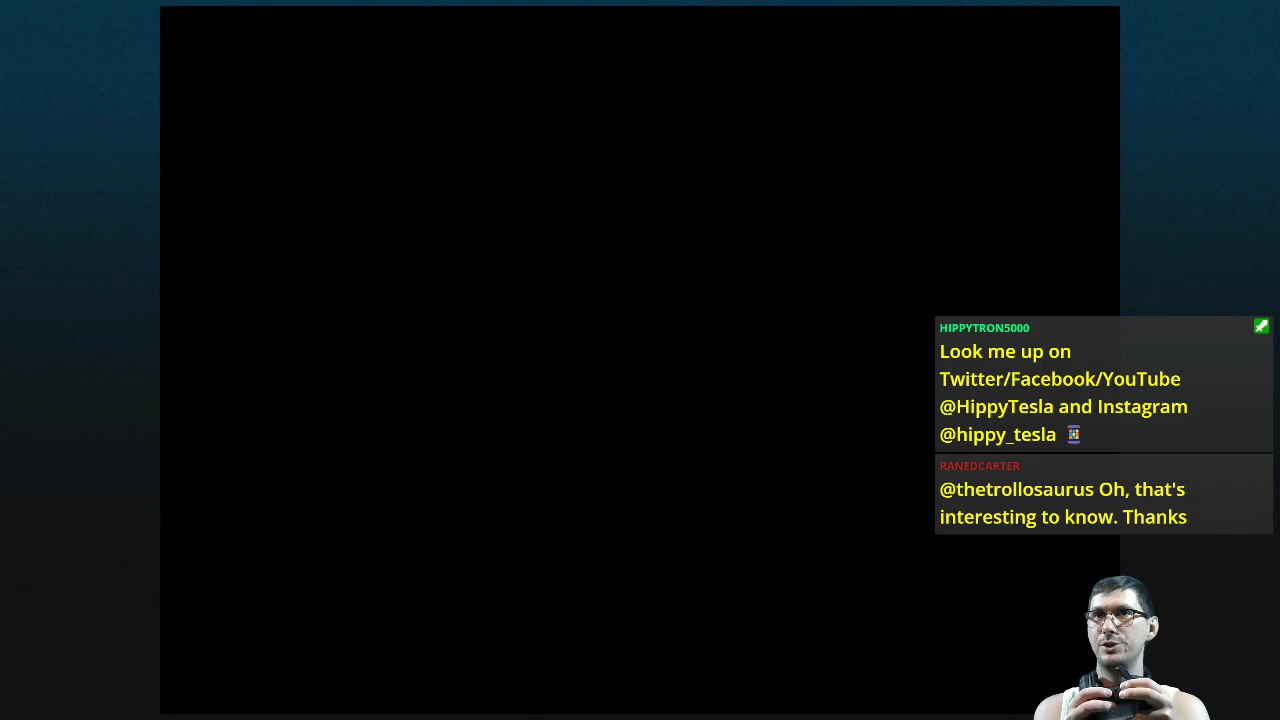 HIPPYTRON5000
Look me up on
Twitter/Facebook/YouTube
@HippyTesla and Instagram
@hippy_tesla
RANEDCARTER
@thetrollosaurus Oh, that's
interesting to know. Thanks